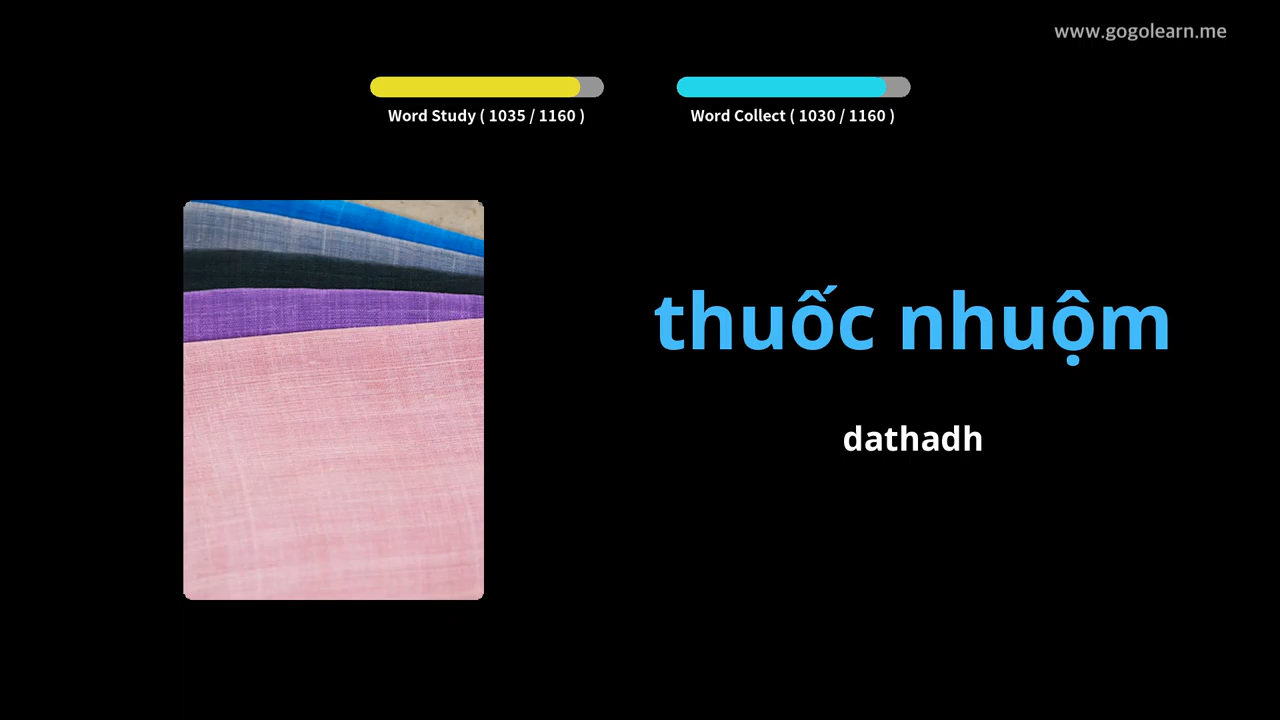 www.gogolearn.me
Word Study ( 1035 / 1160 )
Word Collect ( 1030 / 1160 )
thuốc nhuộm
dathadh